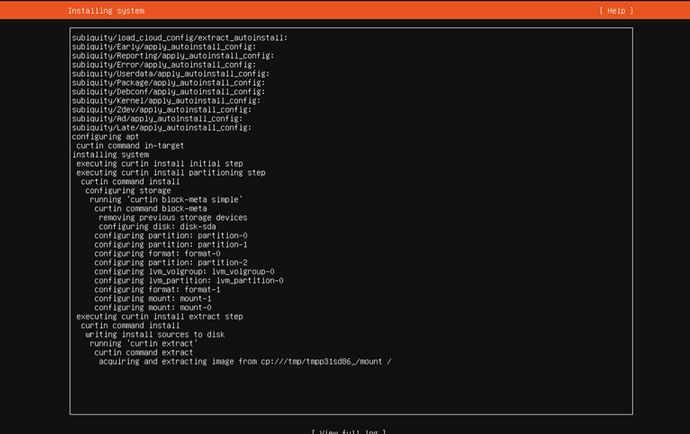 Installing system
[ Help ]
subiquity/load_cloud_config/extract_autoinstall:
subiquity/Early/apply_autoinstall_config:
subiquity/Reporting/apply_autoinstall_config:
subiquity/Error/apply_autoinstall_config:
subiquity/Userdata/apply_autoinstall_config:
subiquity/Package/apply_autoinstall_config:
subiquity/Debconf/apply_autoinstall_config:
subiquity/Kernel/apply_autoinstall_config:
subiquity/Zdev/apply_autoinstall_config:
subiquity/Ad/apply_autoinstall_config:
subiquity/Late/apply_autoinstall_config:
configuring apt
curtin command in-target
installing system
executing curtin install initial step
executing curtin install partitioning step
curtin command install
configuring storage
running 'curtin block-meta simple'
curtin command block-meta
removing previous storage devices
configuring disk: disk-sda
configuring partition: partition-0
configuring partition: partition-1
configuring format: format-0
configuring partition: partition-2
configuring lvm_volgroup: lvm_volgroup-0
configuring lvm_partition: lvm_partition-0
configuring format: format-1
configuring mount: mount-1
configuring mount: mount-0
executing curtin install extract step
curtin command install
writing install sources to disk
running 'curtin extract'
curtin command extract
acquiring and extracting image from cp:///tmp/tmpp31sd86_/mount /
[ View full log ]